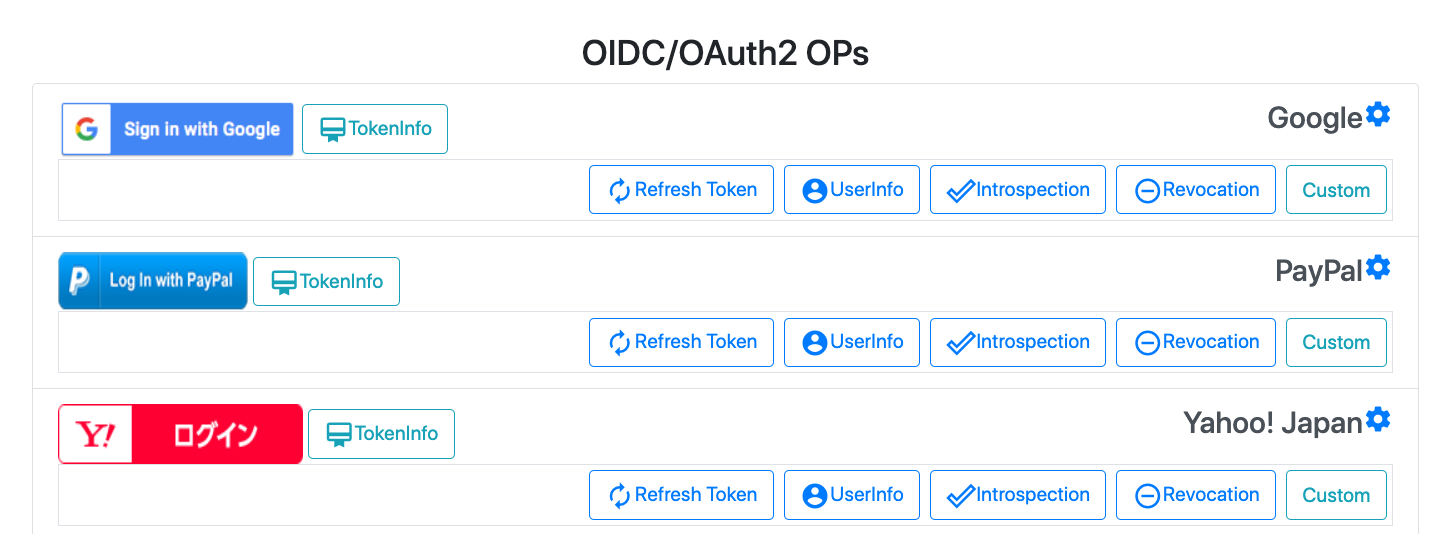 OIDC/OAuth2 OPs
G Sign in with Google TokenInfo Google
Refresh Token UserInfo Introspection Revocation Custom
P Log In with PayPal TokenInfo PayPal
Refresh Token UserInfo Introspection Revocation Custom
Y! ログイン TokenInfo Yahoo! Japan
Refresh Token UserInfo Introspection Revocation Custom